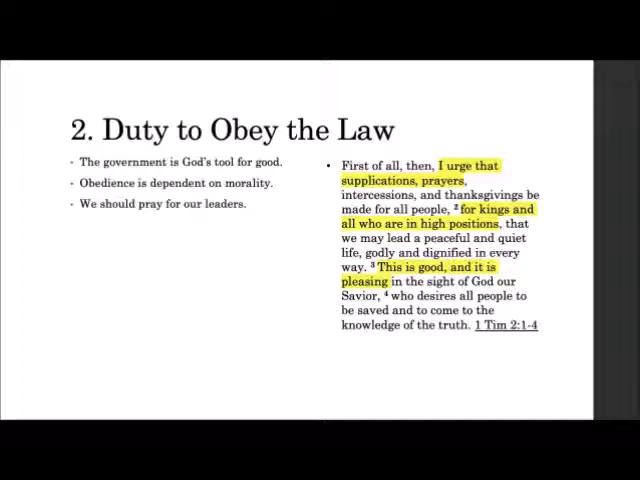 2. Duty to Obey the Law
• The government is God's tool for good.
• Obedience is dependent on morality.
• We should pray for our leaders.
• First of all, then, I urge that
supplications, prayers,
intercessions, and thanksgivings be
made for all people, ² for kings and
all who are in high positions, that
we may lead a peaceful and quiet
life, godly and dignified in every
way. ³ This is good, and it is
pleasing in the sight of God our
Savior, ⁴ who desires all people to
be saved and to come to the
knowledge of the truth. 1 Tim 2:1-4